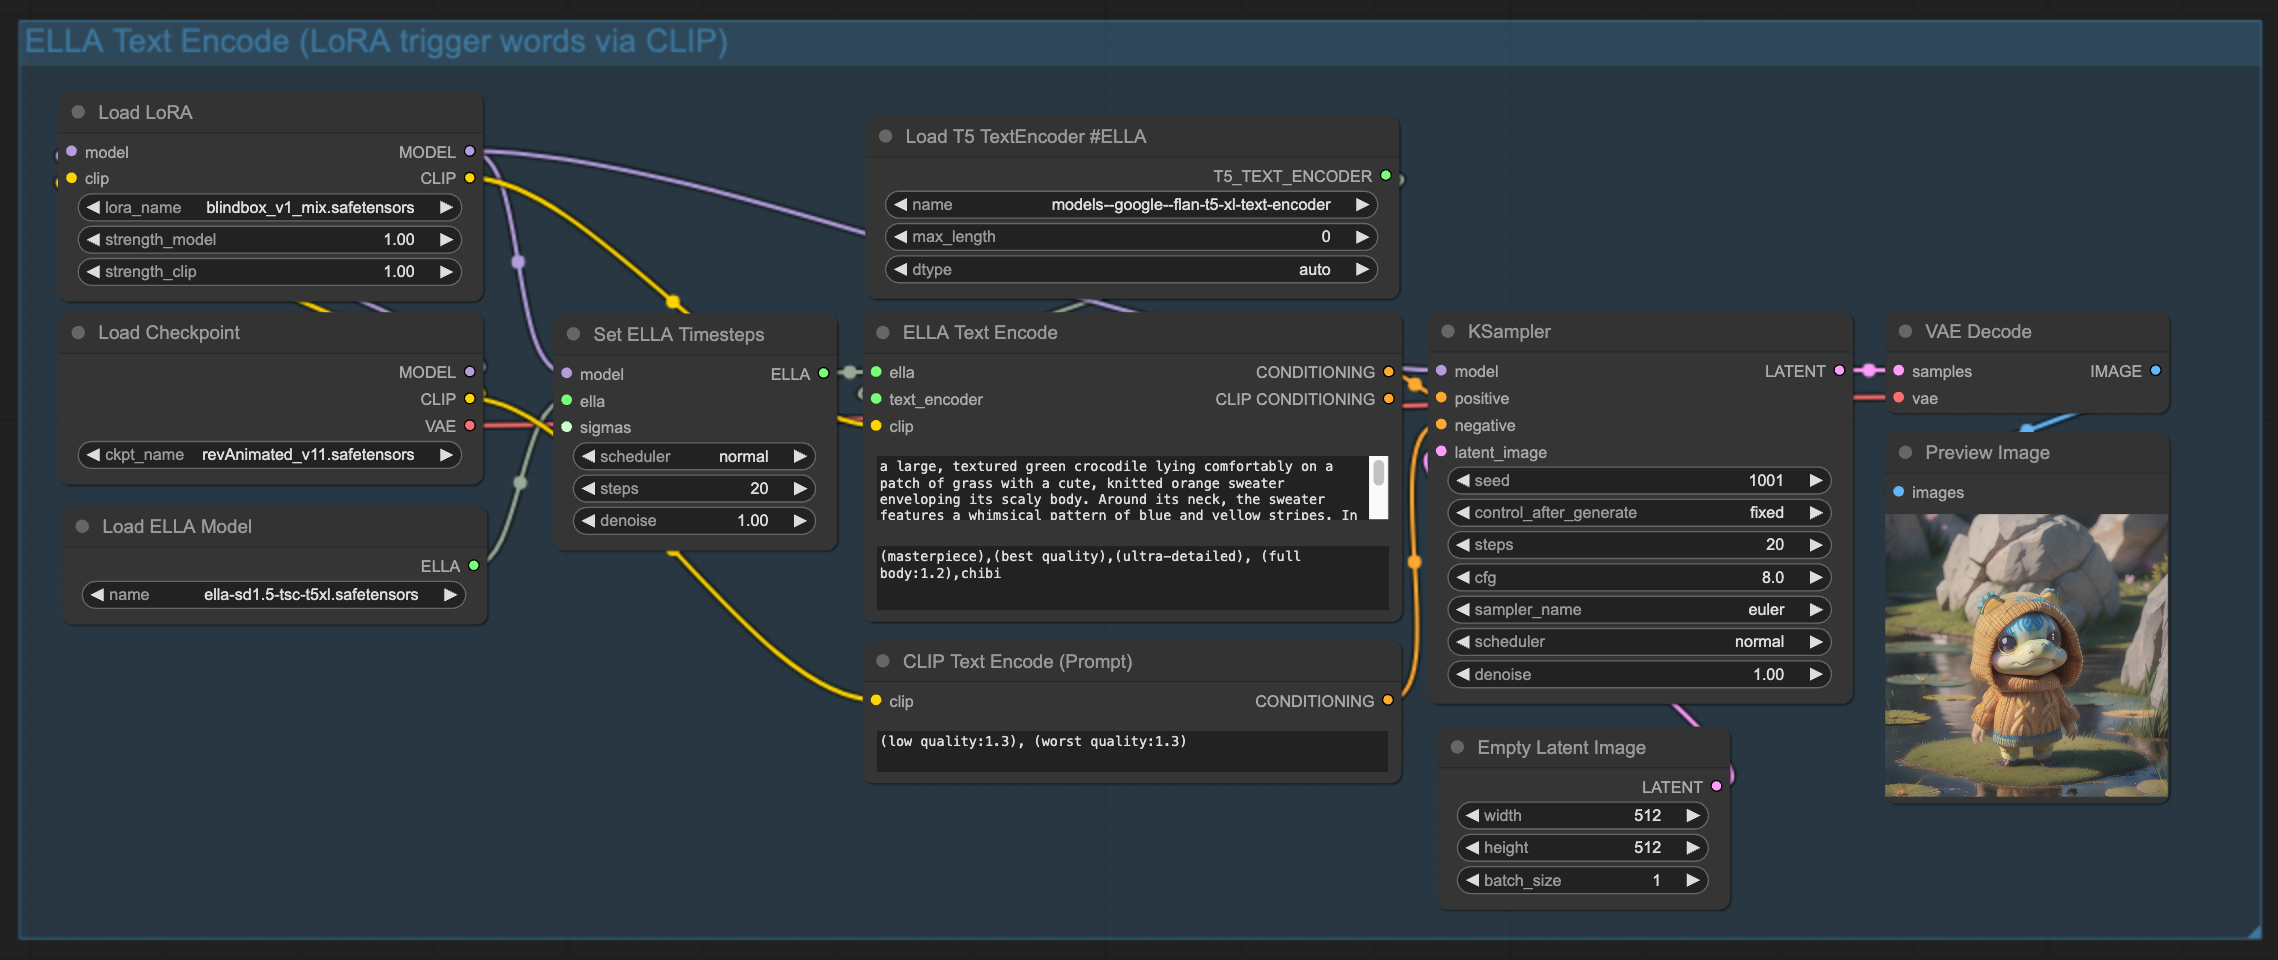 ELLA Text Encode (LoRA trigger words via CLIP)
Load LoRA
model MODEL
clip CLIP
lora_name blindbox_v1_mix.safetensors
strength_model 1.00
strength_clip 1.00
Load Checkpoint
MODEL
CLIP
VAE
ckpt_name revAnimated_v11.safetensors
Load ELLA Model
ELLA
name ella-sd1.5-tsc-t5xl.safetensors
Set ELLA Timesteps
model ELLA
ella
sigmas
scheduler normal
steps 20
denoise 1.00
Load T5 TextEncoder #ELLA
T5_TEXT_ENCODER
name models--google--flan-t5-xl-text-encoder
max_length 0
dtype auto
ELLA Text Encode
ella CONDITIONING
text_encoder CLIP CONDITIONING
clip
a large, textured green crocodile lying comfortably on a
patch of grass with a cute, knitted orange sweater
enveloping its scaly body. Around its neck, the sweater
features a whimsical pattern of blue and yellow stripes. In
(masterpiece),(best quality),(ultra-detailed), (full
body:1.2),chibi
CLIP Text Encode (Prompt)
clip CONDITIONING
(low quality:1.3), (worst quality:1.3)
KSampler
model LATENT
positive
negative
latent_image
seed 1001
control_after_generate fixed
steps 20
cfg 8.0
sampler_name euler
scheduler normal
denoise 1.00
Empty Latent Image
LATENT
width 512
height 512
batch_size 1
VAE Decode
samples IMAGE
vae
Preview Image
images